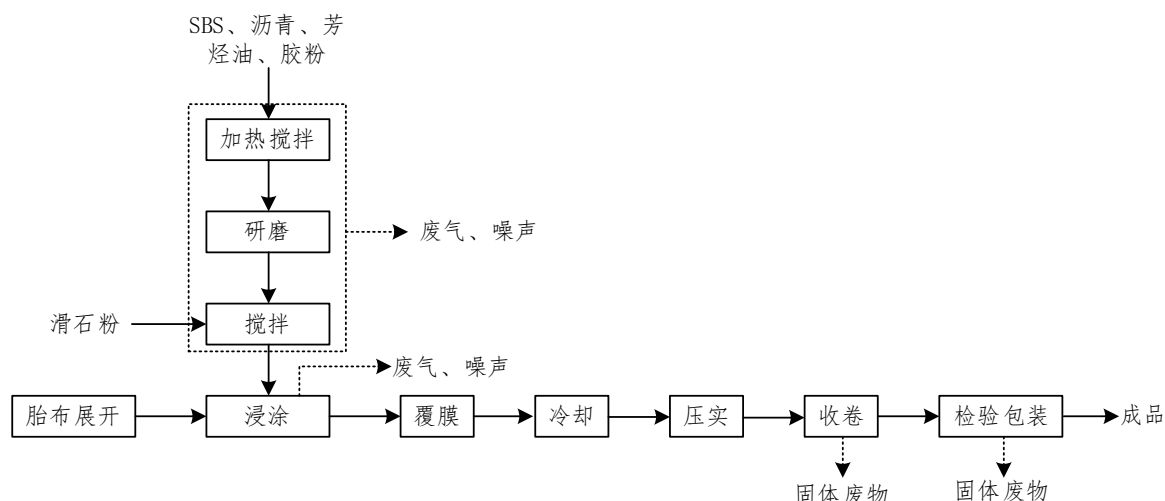 SBS、沥青、芳
烃油、胶粉
加热搅拌
研磨
废气、噪声
滑石粉
搅拌
废气、噪声
胎布展开
浸涂
覆膜
冷却
压实
收卷
检验包装
成品
固体废物
固体废物